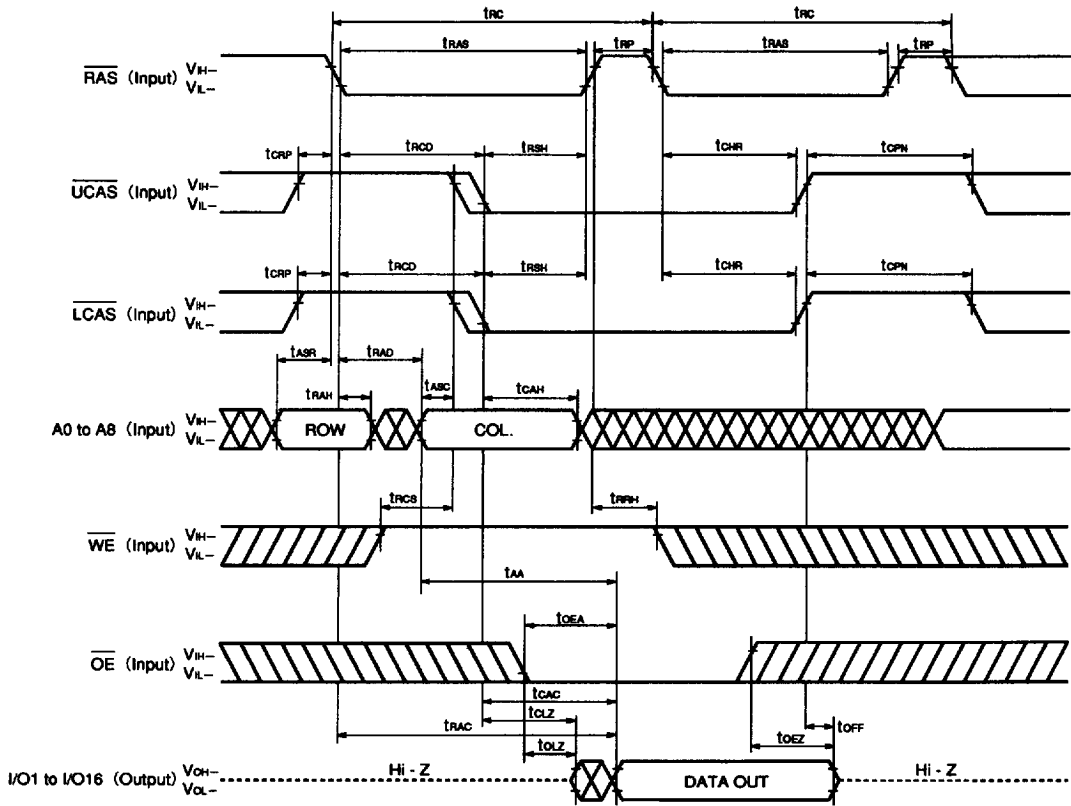 tRC tRC
tRAS tRP tRAS tRP
RAS (Input) VIH–
VIL–
tCRP tRCD tRSH tCHR tCPN
UCAS (Input) VIH–
VIL–
tCRP tRCD tRSH tCHR tCPN
LCAS (Input) VIH–
VIL–
tASR tRAD
tRAH tASC tCAH
A0 to A8 (Input) VIH–
VIL–
ROW COL.
tRCS tRRH
WE (Input) VIH–
VIL–
tAA
tOEA
OE (Input) VIH–
VIL–
tCAC
tCLZ
tRAC tOFF
tOLZ tOEZ
I/O1 to I/O16 (Output) VOH–
VOL–
Hi - Z DATA OUT Hi - Z